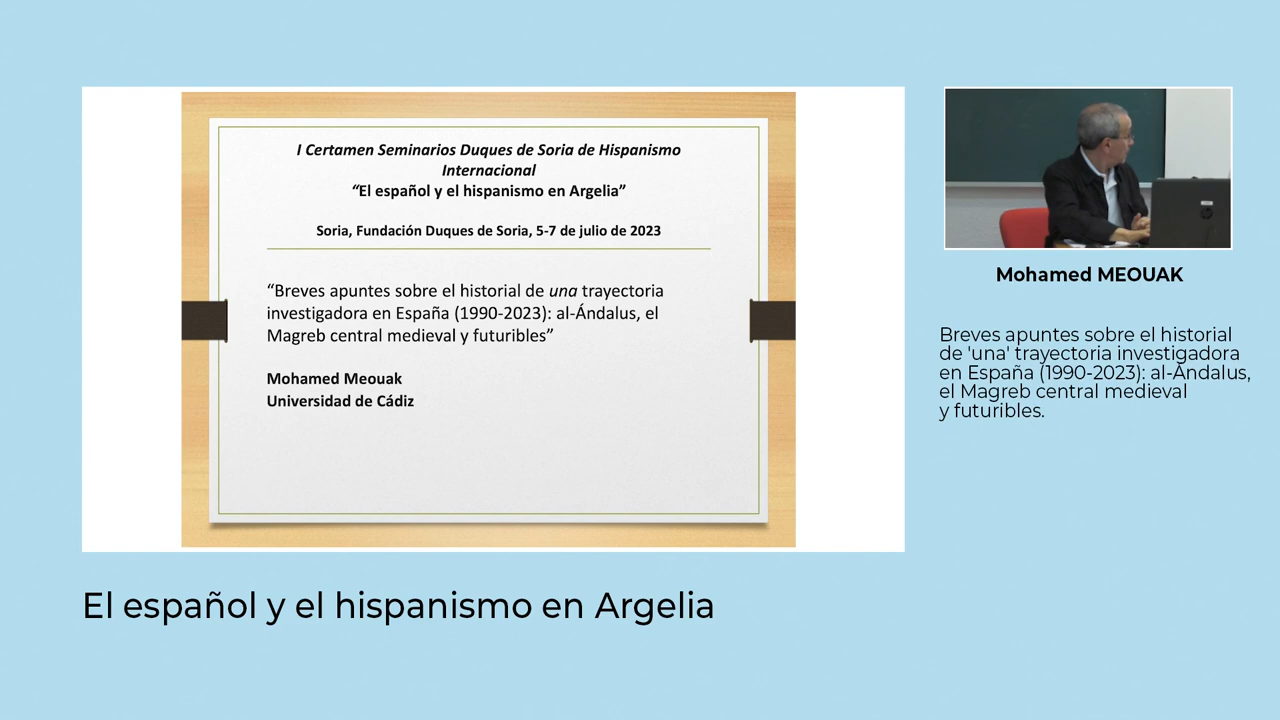 I Certamen Seminarios Duques de Soria de Hispanismo
Internacional
“El español y el hispanismo en Argelia”
Soria, Fundación Duques de Soria, 5-7 de julio de 2023
“Breves apuntes sobre el historial de una trayectoria
investigadora en España (1990-2023): al-Ándalus, el
Magreb central medieval y futuribles”
Mohamed Meouak
Universidad de Cádiz
Mohamed MEOUAK
Breves apuntes sobre el historial
de 'una' trayectoria investigadora
en España (1990-2023): al-Ándalus,
el Magreb central medieval
y futuribles.
El español y el hispanismo en Argelia